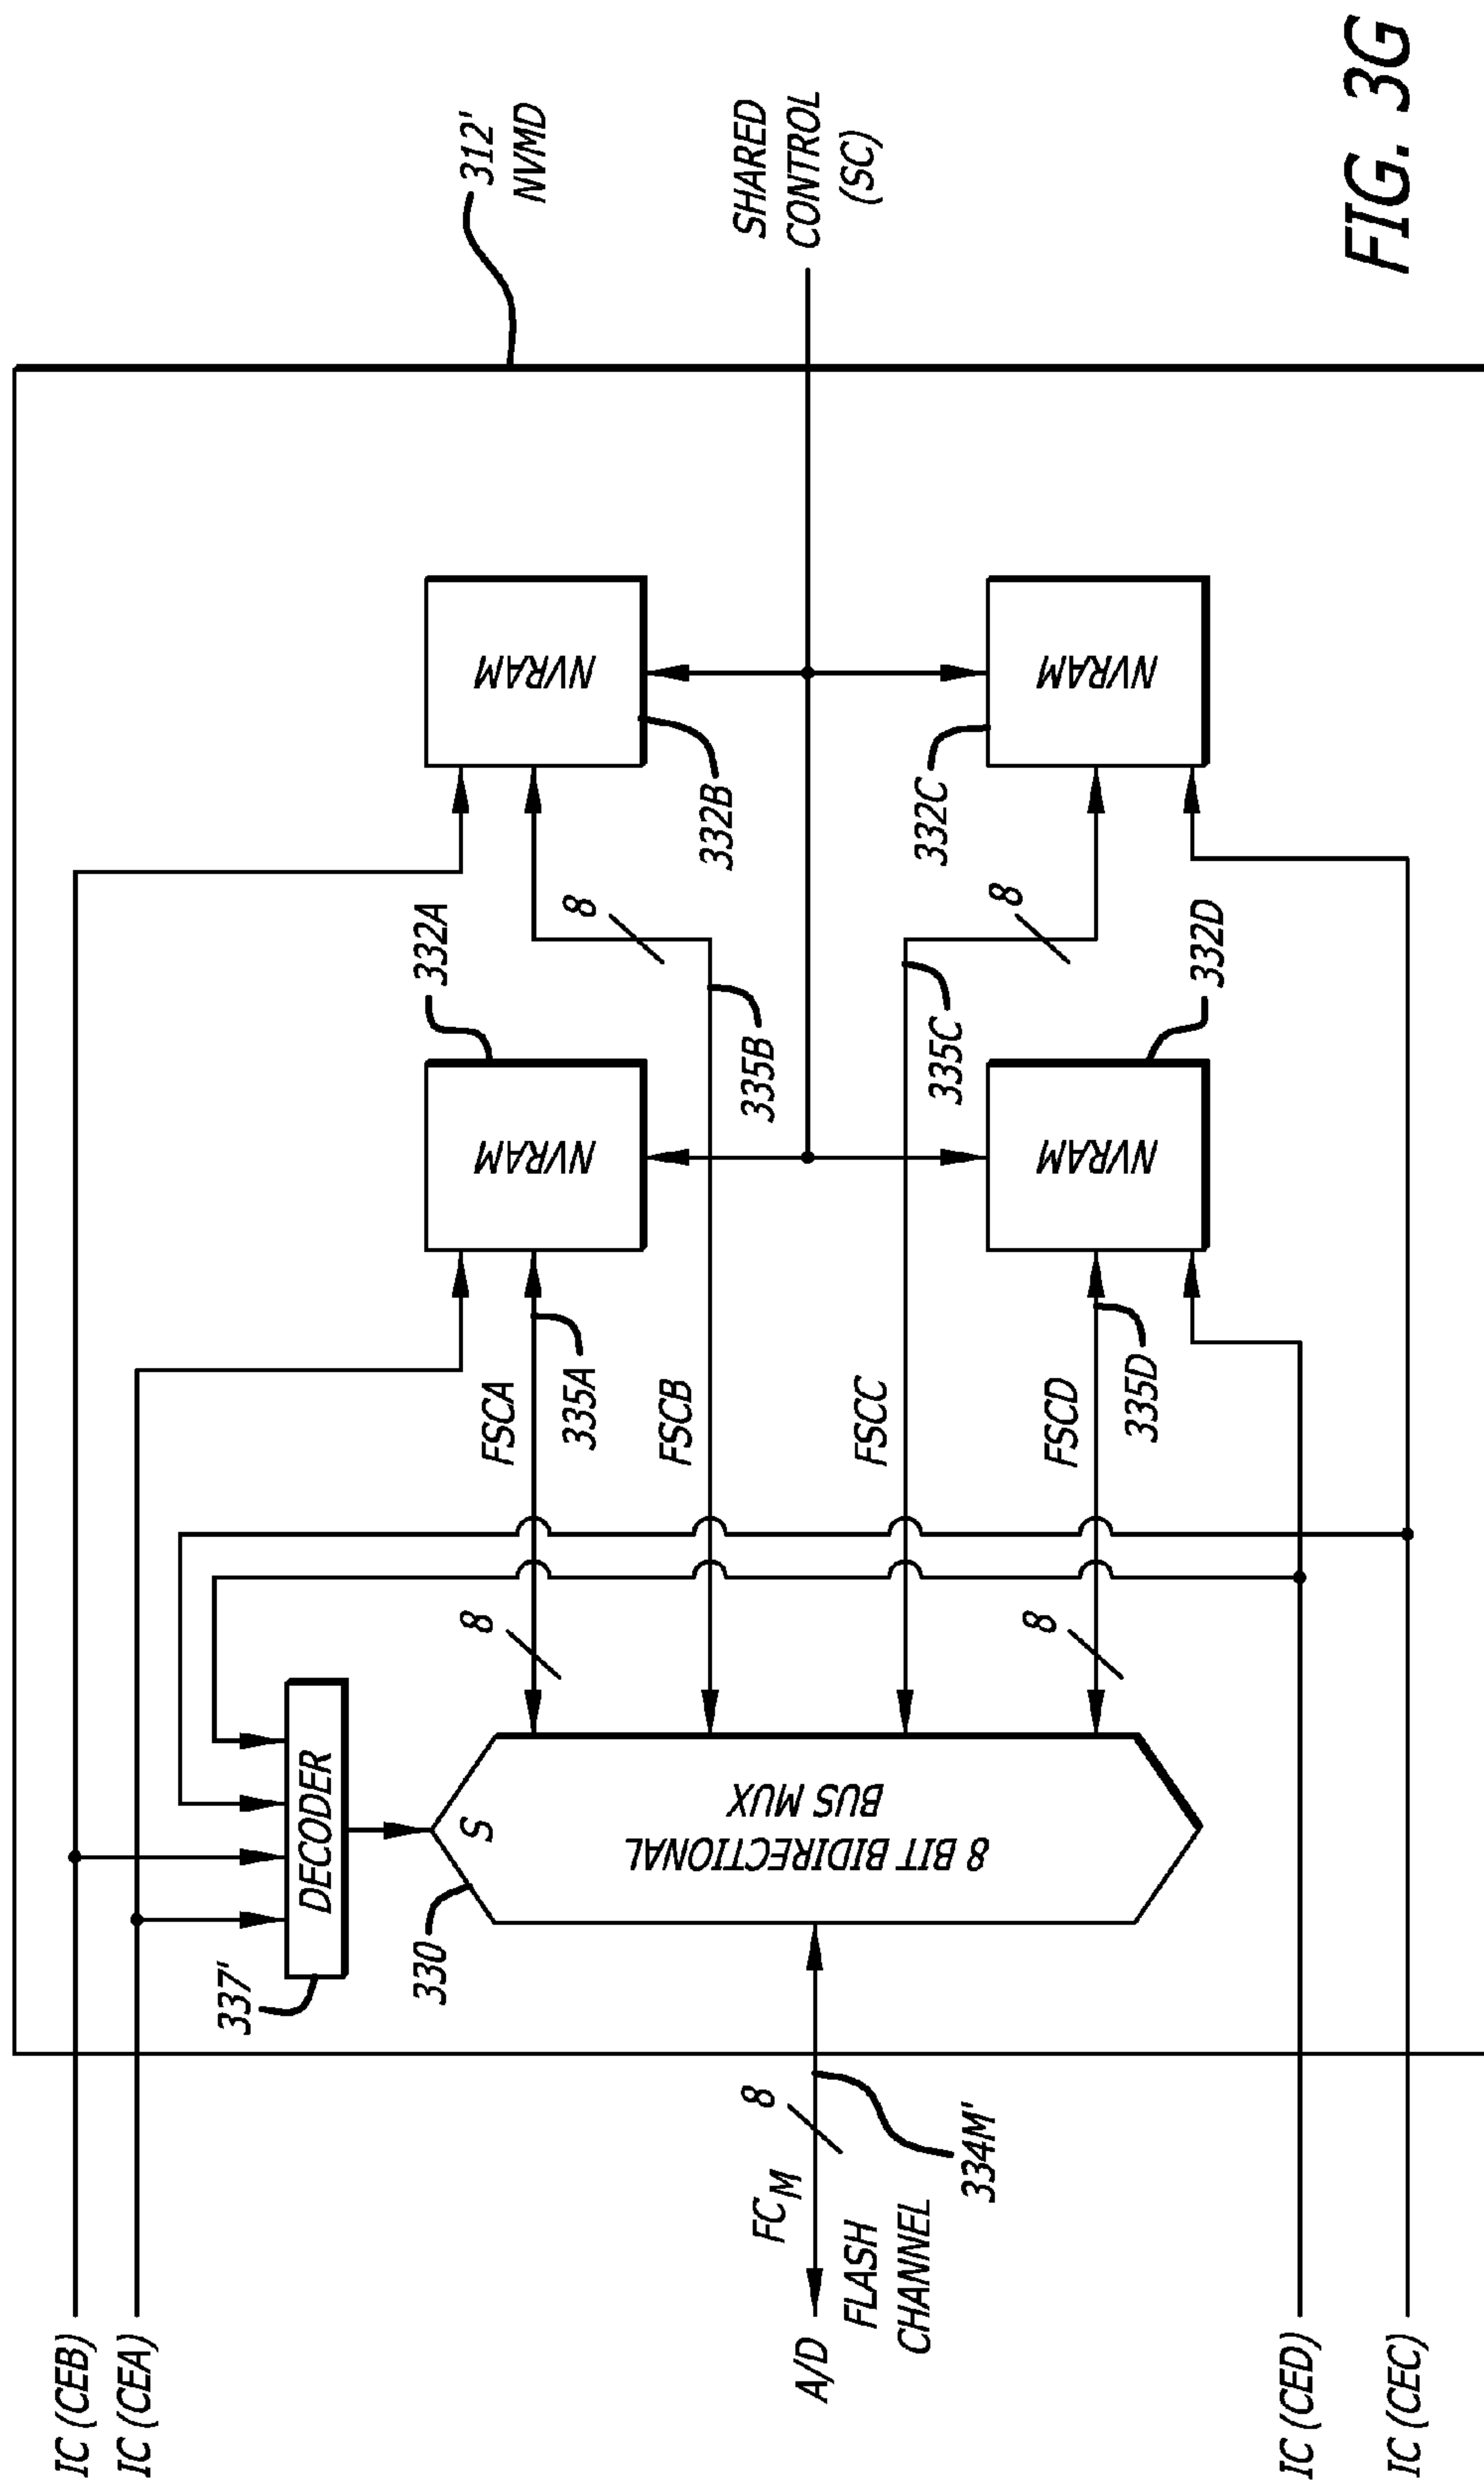 IC (CEB)
IC (CEA)
337'
DECODER
330
S
8 BIT BIDIRECTIONAL
BUS MUX
A/D
FC M
8
FLASH
CHANNEL
334M'
8
FSCA
335A
FSCB
335B
8
FSCC
335C
8
8
FSCD
335D
332A
NVRAM
332B
NVRAM
332C
NVRAM
332D
NVRAM
IC (CED)
IC (CEC)
312'
NVMD
SHARED
CONTROL
(SC)
FIG. 3G